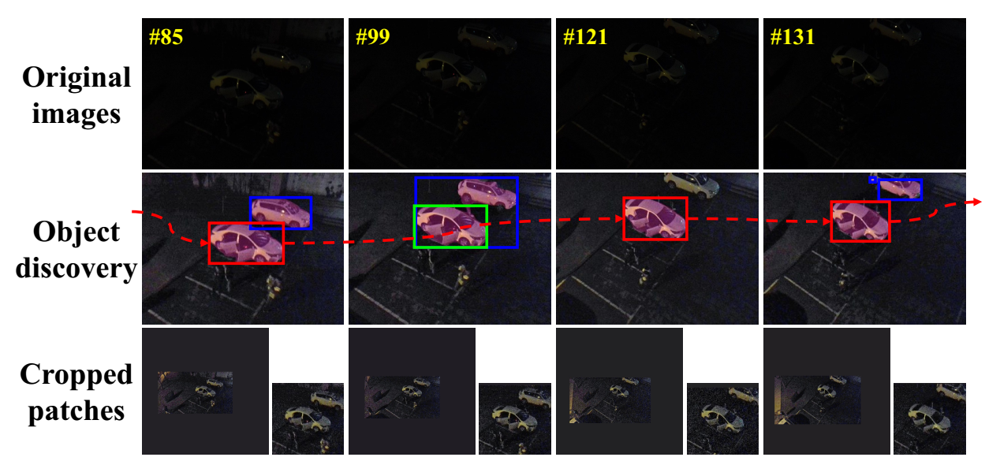 #85
#99
#121
#131
Original
images
Object
discovery
Cropped
patches